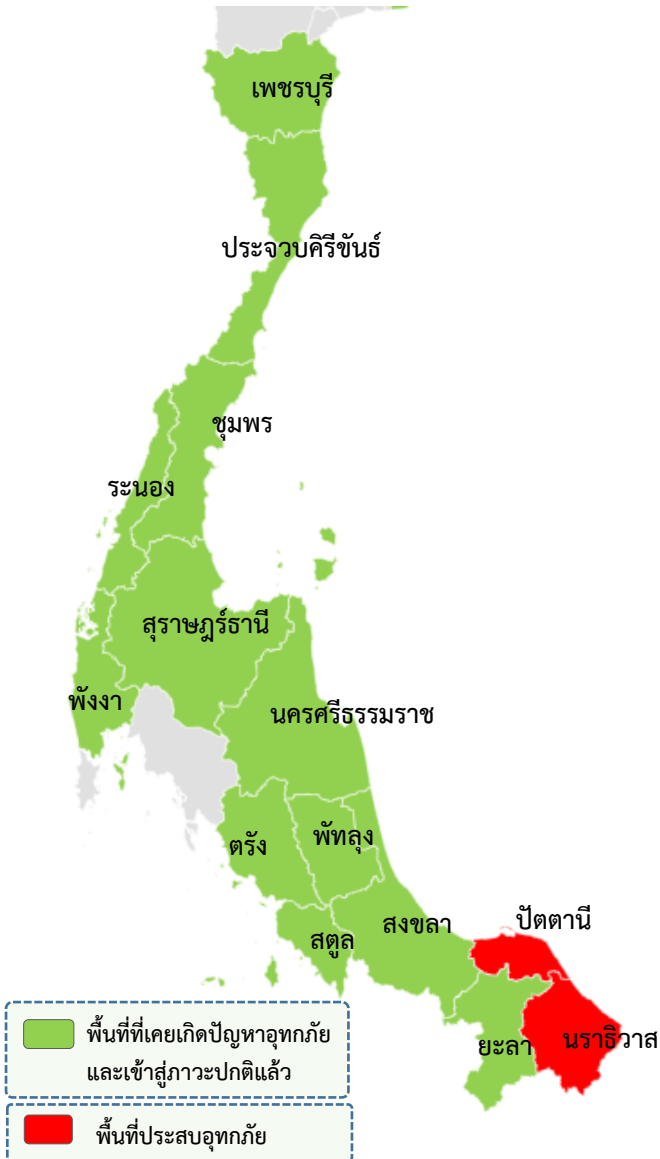 เพชรบุรี
ประจวบคิรีขันธ์
ชุมพร
ระนอง
สุราษฎร์ธานี
พังงา
นครศรีธรรมราช
ตรัง
พัทลุง
สตูล
สงขลา
ปัตตานี
ยะลา
นราธิวาส
พื้นที่ที่เคยเกิดปัญหาอุทกภัย
และเข้าสู่ภาวะปกติแล้ว
พื้นที่ประสบอุทกภัย